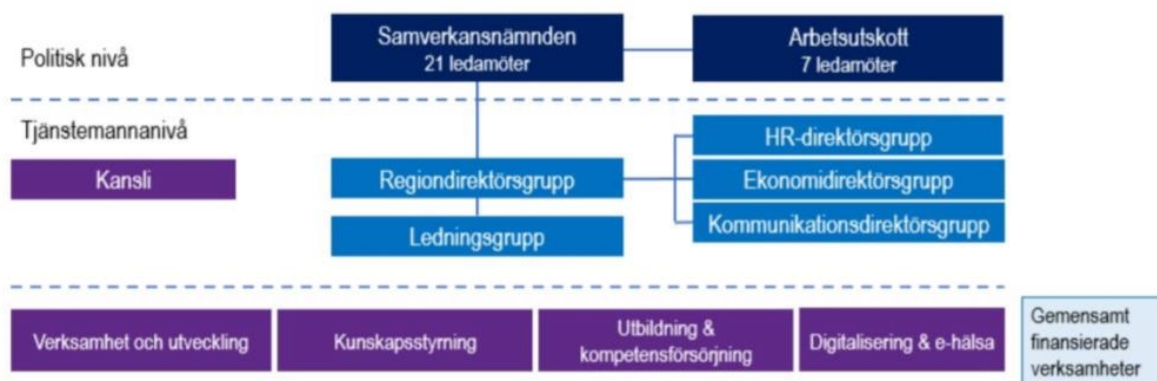 Samverkansnämnden
21 ledamöter
Arbetsutskott
7 ledamöter
Politisk nivå
Tjänstemannanivå
Kansli
Regiondirektörsgrupp
Ledningsgrupp
HR-direktörsgrupp
Ekonomidirektörsgrupp
Kommunikationsdirektörsgrupp
Verksamhet och utveckling
Kunskapsstyrning
Utbildning &
kompetensförsörjning
Digitalisering & e-hälsa
Gemensamt
finansierade
verksamheter